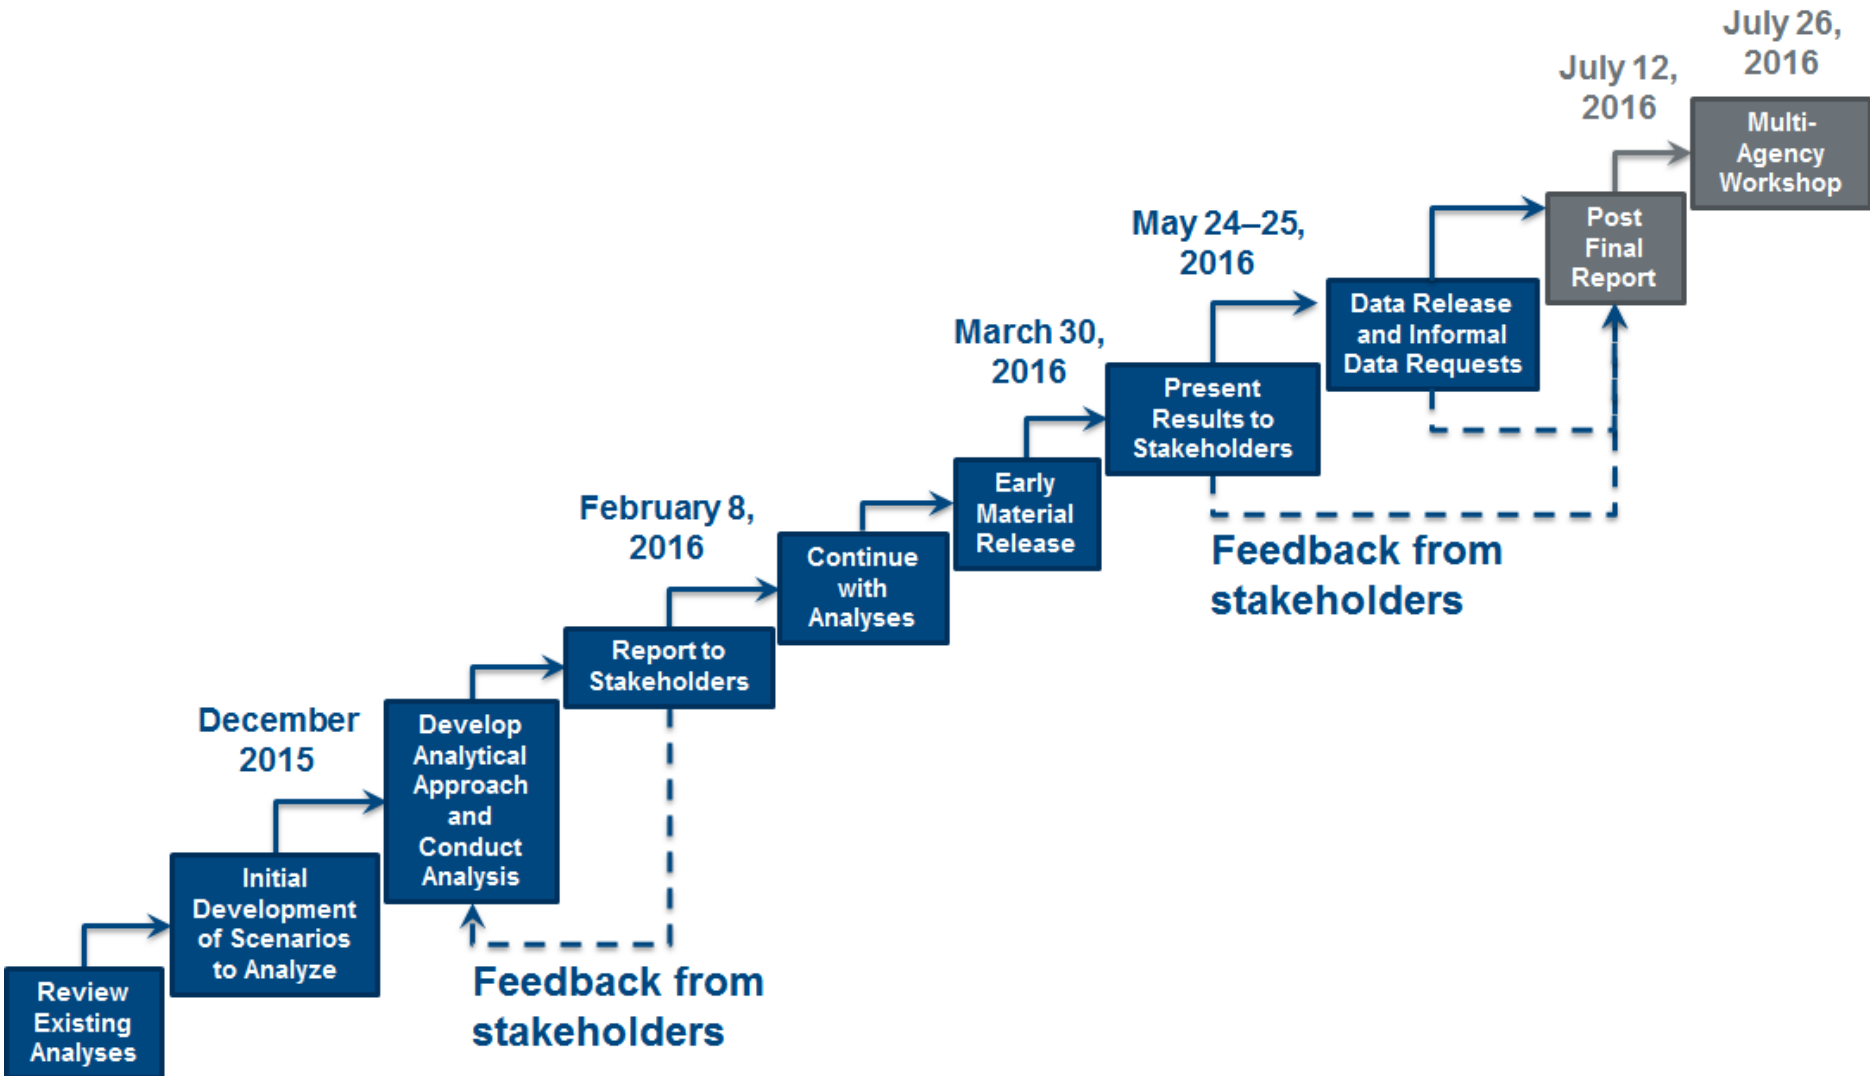 July 26,
2016
July 12,
2016
Multi-
Agency
Workshop
Post
Final
Report
May 24–25,
2016
Data Release
and Informal
Data Requests
March 30,
2016
Present
Results to
Stakeholders
Early
Material
Release
Feedback from
stakeholders
February 8,
2016
Continue
with
Analyses
Report to
Stakeholders
December
2015
Develop
Analytical
Approach
and
Conduct
Analysis
Initial
Development
of Scenarios
to Analyze
Feedback from
stakeholders
Review
Existing
Analyses